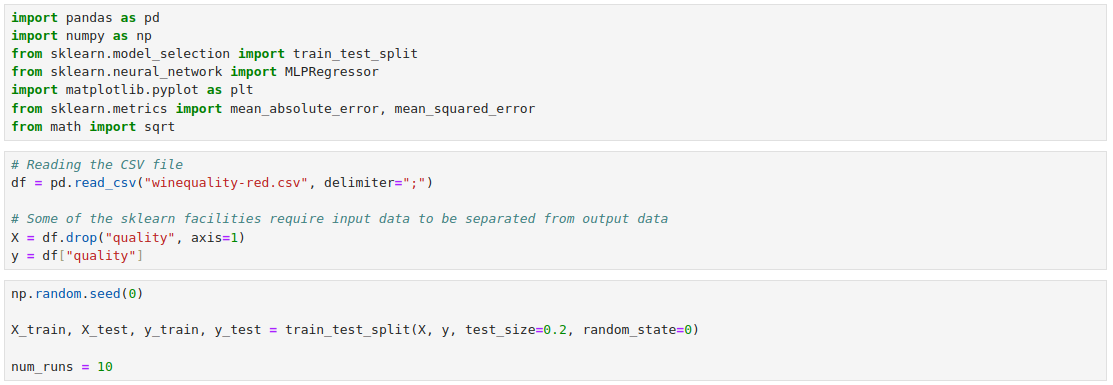 import pandas as pd
import numpy as np
from sklearn.model_selection import train_test_split
from sklearn.neural_network import MLPRegressor
import matplotlib.pyplot as plt
from sklearn.metrics import mean_absolute_error, mean_squared_error
from math import sqrt
# Reading the CSV file
df = pd.read_csv("winequality-red.csv", delimiter=";")
# Some of the sklearn facilities require input data to be separated from output data
X = df.drop("quality", axis=1)
y = df["quality"]
np.random.seed(0)
X_train, X_test, y_train, y_test = train_test_split(X, y, test_size=0.2, random_state=0)
num_runs = 10